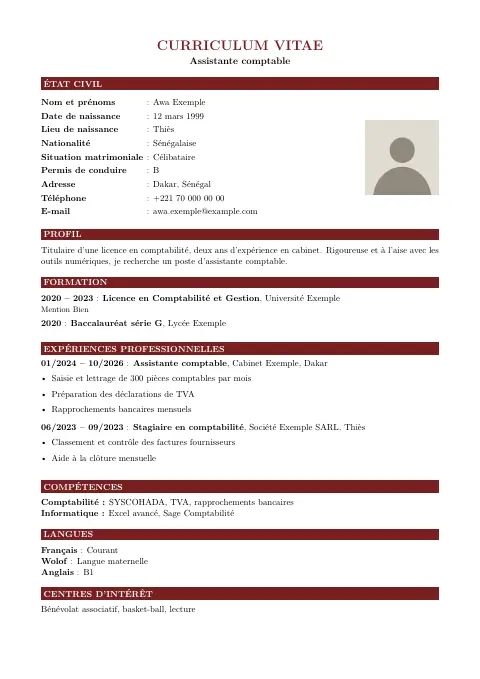 CURRICULUM VITAE
Assistante comptable
ÉTAT CIVIL
Nom et prénoms : Awa Exemple
Date de naissance : 12 mars 1999
Lieu de naissance : Thiès
Nationalité : Sénégalaise
Situation matrimoniale : Célibataire
Permis de conduire : B
Adresse : Dakar, Sénégal
Téléphone : +221 70 000 00 00
E-mail : awa.exemple@example.com
PROFIL
Titulaire d'une licence en comptabilité, deux ans d'expérience en cabinet. Rigoureuse et à l'aise avec les
outils numériques, je recherche un poste d'assistante comptable.
FORMATION
2020 – 2023 : Licence en Comptabilité et Gestion, Université Exemple
Mention Bien
2020 : Baccalauréat série G, Lycée Exemple
EXPÉRIENCES PROFESSIONNELLES
01/2024 – 10/2026 : Assistante comptable, Cabinet Exemple, Dakar
• Saisie et lettrage de 300 pièces comptables par mois
• Préparation des déclarations de TVA
• Rapprochements bancaires mensuels
06/2023 – 09/2023 : Stagiaire en comptabilité, Société Exemple SARL, Thiès
• Classement et contrôle des factures fournisseurs
• Aide à la clôture mensuelle
COMPÉTENCES
Comptabilité : SYSCOHADA, TVA, rapprochements bancaires
Informatique : Excel avancé, Sage Comptabilité
LANGUES
Français : Courant
Wolof : Langue maternelle
Anglais : B1
CENTRES D'INTÉRÊT
Bénévolat associatif, basket-ball, lecture